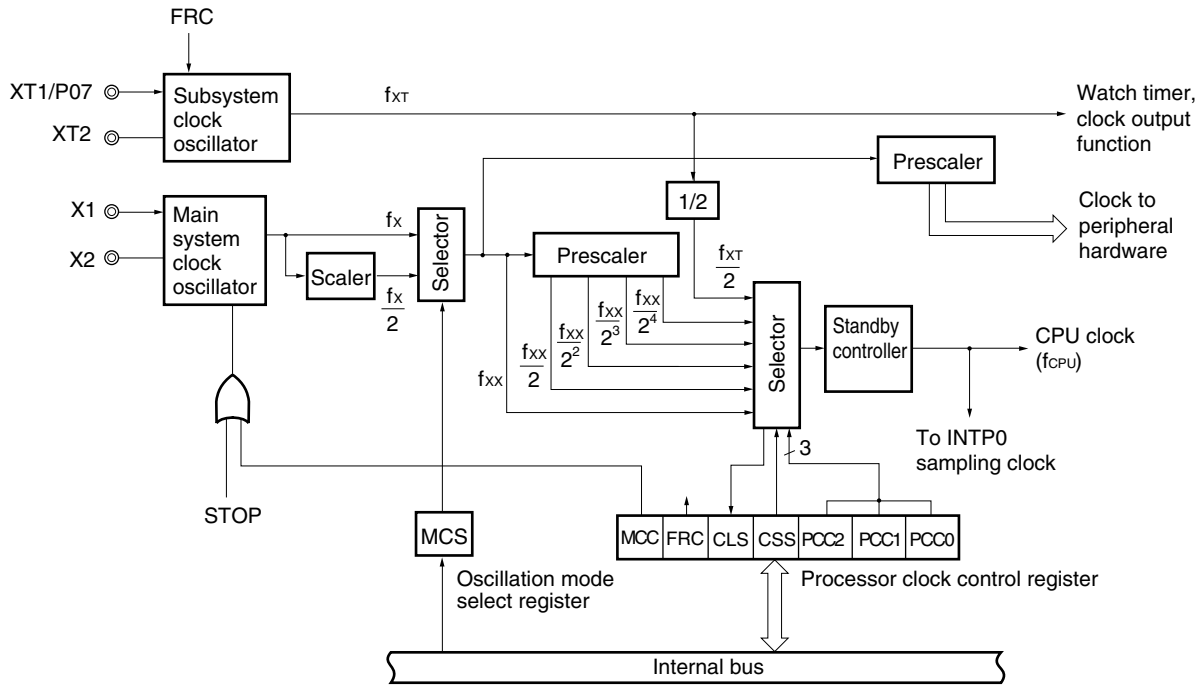 FRC
XT1/P07
XT2
Subsystem
clock
oscillator
fXT
Watch timer,
clock output
function
Prescaler
Clock to
peripheral
hardware
X1
X2
Main
system
clock
oscillator
fX
Scaler
fX
2
Selector
1/2
Prescaler
fXT
2
fXX
fXX
2
fXX
2²
fXX
2³
fXX
2⁴
Selector
Standby
controller
CPU clock
(fCPU)
To INTP0
sampling clock
3
STOP
MCS
Oscillation mode
select register
MCC FRC CLS CSS PCC2 PCC1 PCC0
Processor clock control register
Internal bus